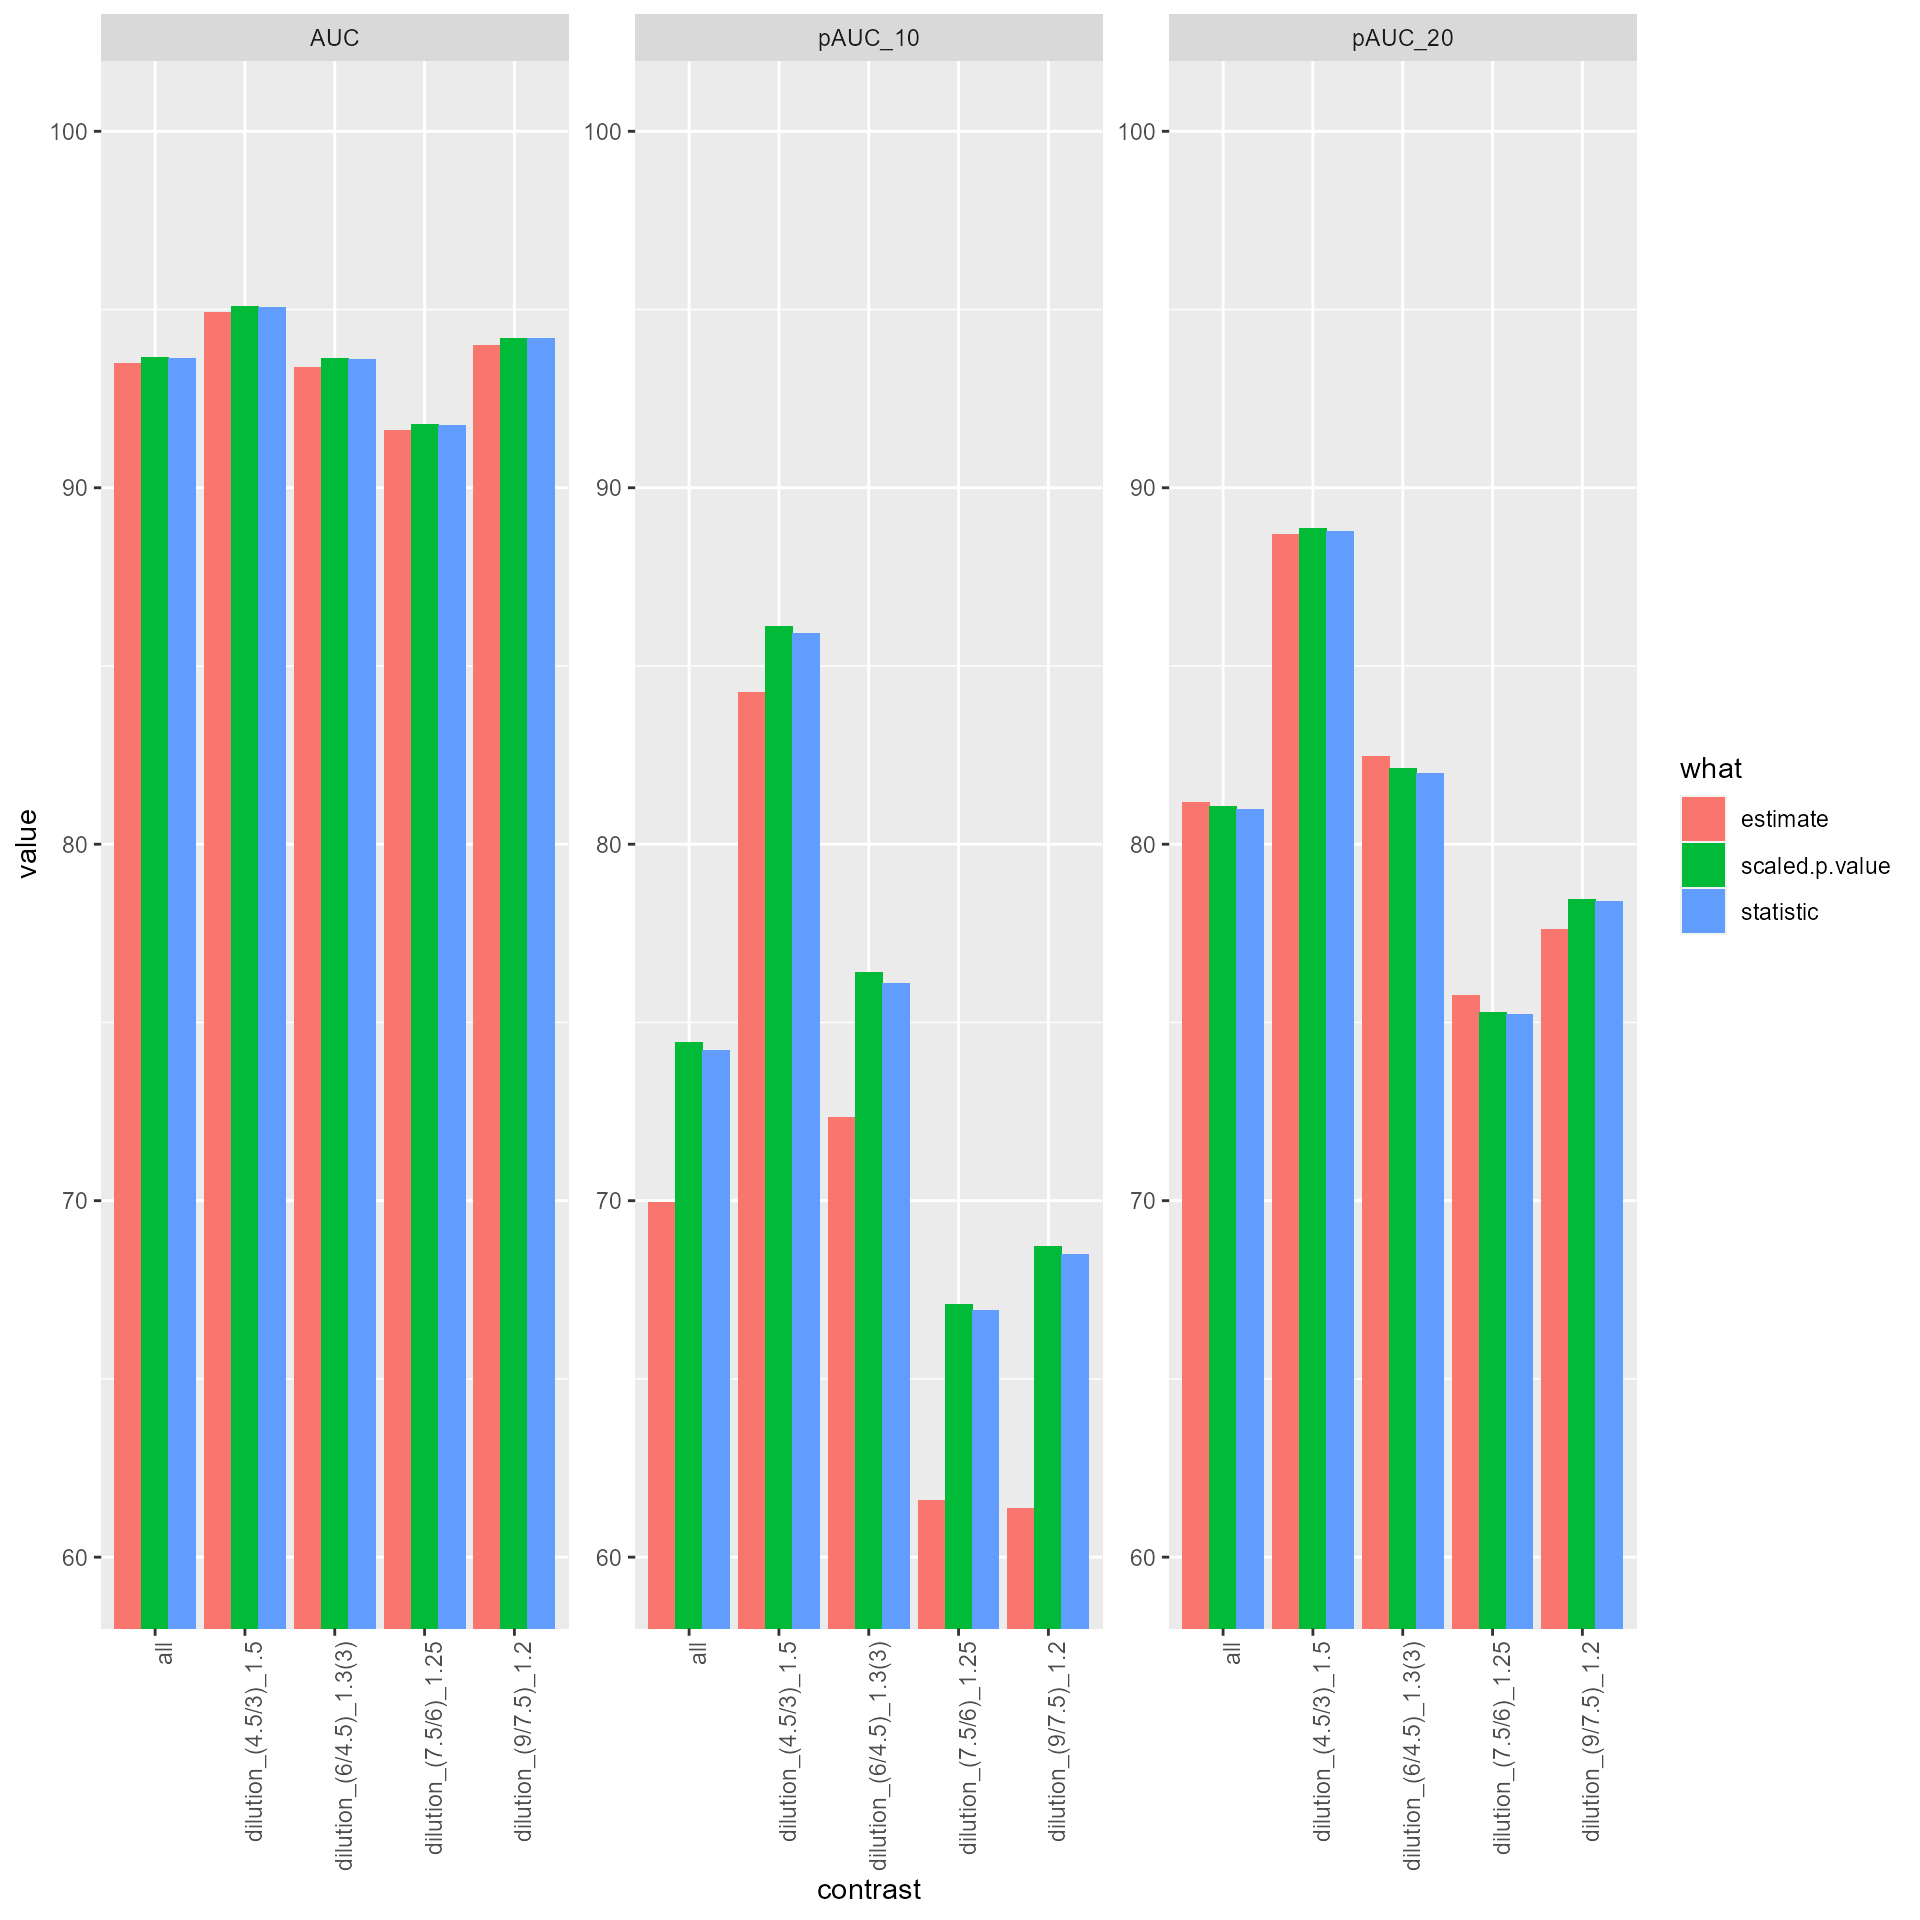 AUC
pAUC_10
pAUC_20
value
100
90
80
70
60
100
90
80
70
60
100
90
80
70
60
all
dilution_(4.5/3)_1.5
dilution_(6/4.5)_1.3(3)
dilution_(7.5/6)_1.25
dilution_(9/7.5)_1.2
all
dilution_(4.5/3)_1.5
dilution_(6/4.5)_1.3(3)
dilution_(7.5/6)_1.25
dilution_(9/7.5)_1.2
all
dilution_(4.5/3)_1.5
dilution_(6/4.5)_1.3(3)
dilution_(7.5/6)_1.25
dilution_(9/7.5)_1.2
contrast
what
estimate
scaled.p.value
statistic